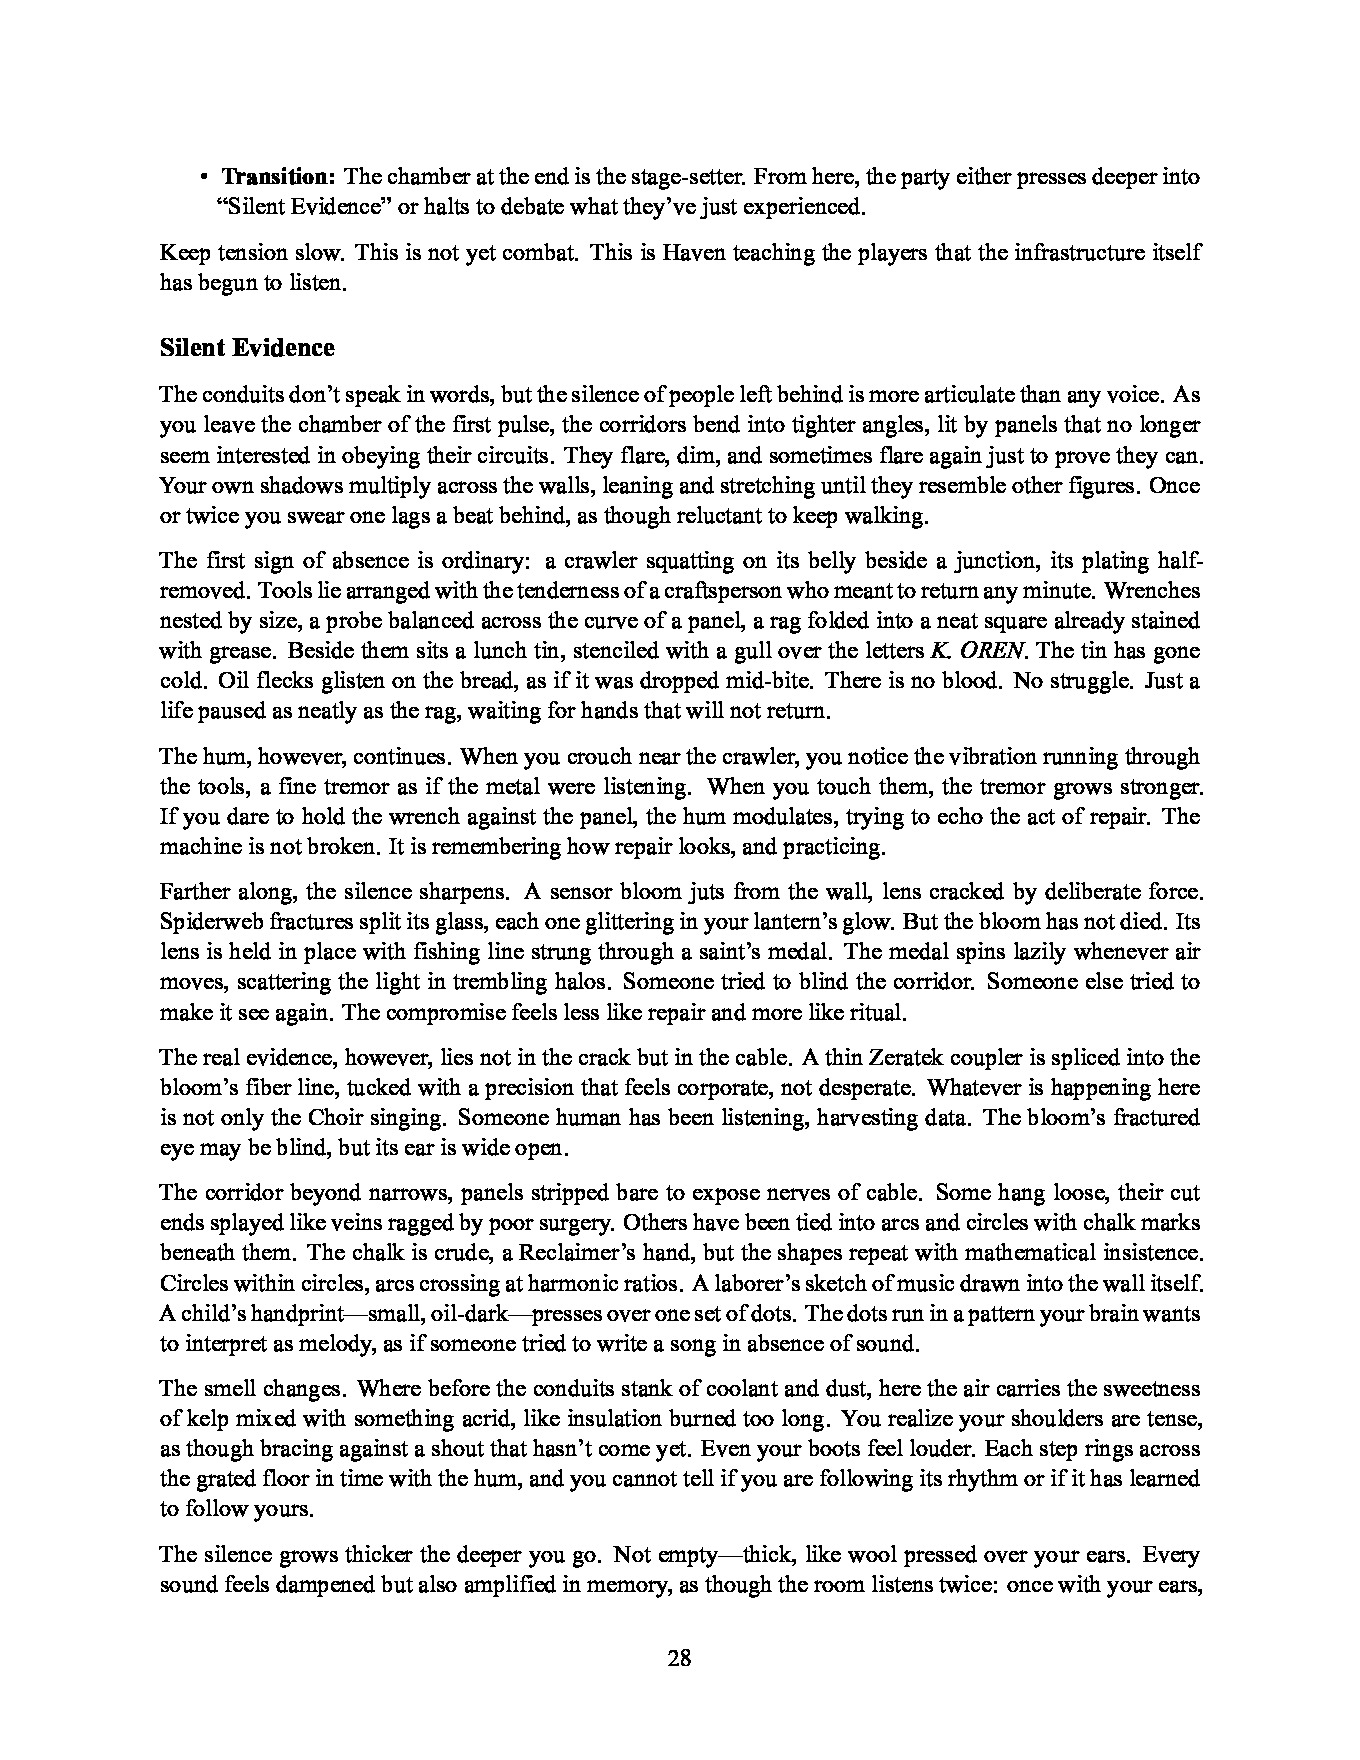 • Transition: The chamber at the end is the stage-setter. From here, the party either presses deeper into
“Silent Evidence” or halts to debate what they’ve just experienced.
Keep tension slow. This is not yet combat. This is Haven teaching the players that the infrastructure itself
has begun to listen.
Silent Evidence
The conduits don’t speak in words, but the silence of people left behind is more articulate than any voice. As
you leave the chamber of the first pulse, the corridors bend into tighter angles, lit by panels that no longer
seem interested in obeying their circuits. They flare, dim, and sometimes flare again just to prove they can.
Your own shadows multiply across the walls, leaning and stretching until they resemble other figures. Once
or twice you swear one lags a beat behind, as though reluctant to keep walking.
The first sign of absence is ordinary: a crawler squatting on its belly beside a junction, its plating half-
removed. Tools lie arranged with the tenderness of a craftsperson who meant to return any minute. Wrenches
nested by size, a probe balanced across the curve of a panel, a rag folded into a neat square already stained
with grease. Beside them sits a lunch tin, stenciled with a gull over the letters K. OREN. The tin has gone
cold. Oil flecks glisten on the bread, as if it was dropped mid-bite. There is no blood. No struggle. Just a
life paused as neatly as the rag, waiting for hands that will not return.
The hum, however, continues. When you crouch near the crawler, you notice the vibration running through
the tools, a fine tremor as if the metal were listening. When you touch them, the tremor grows stronger.
If you dare to hold the wrench against the panel, the hum modulates, trying to echo the act of repair. The
machine is not broken. It is remembering how repair looks, and practicing.
Farther along, the silence sharpens. A sensor bloom juts from the wall, lens cracked by deliberate force.
Spiderweb fractures split its glass, each one glittering in your lantern’s glow. But the bloom has not died. Its
lens is held in place with fishing line strung through a saint’s medal. The medal spins lazily whenever air
moves, scattering the light in trembling halos. Someone tried to blind the corridor. Someone else tried to
make it see again. The compromise feels less like repair and more like ritual.
The real evidence, however, lies not in the crack but in the cable. A thin Zeratek coupler is spliced into the
bloom’s fiber line, tucked with a precision that feels corporate, not desperate. Whatever is happening here
is not only the Choir singing. Someone human has been listening, harvesting data. The bloom’s fractured
eye may be blind, but its ear is wide open.
The corridor beyond narrows, panels stripped bare to expose nerves of cable. Some hang loose, their cut
ends splayed like veins ragged by poor surgery. Others have been tied into arcs and circles with chalk marks
beneath them. The chalk is crude, a Reclaimer’s hand, but the shapes repeat with mathematical insistence.
Circles within circles, arcs crossing at harmonic ratios. A laborer’s sketch of music drawn into the wall itself.
A child’s handprint—small, oil-dark—presses over one set of dots. The dots run in a pattern your brain wants
to interpret as melody, as if someone tried to write a song in absence of sound.
The smell changes. Where before the conduits stank of coolant and dust, here the air carries the sweetness
of kelp mixed with something acrid, like insulation burned too long. You realize your shoulders are tense,
as though bracing against a shout that hasn’t come yet. Even your boots feel louder. Each step rings across
the grated floor in time with the hum, and you cannot tell if you are following its rhythm or if it has learned
to follow yours.
The silence grows thicker the deeper you go. Not empty—thick, like wool pressed over your ears. Every
sound feels dampened but also amplified in memory, as though the room listens twice: once with your ears,
28